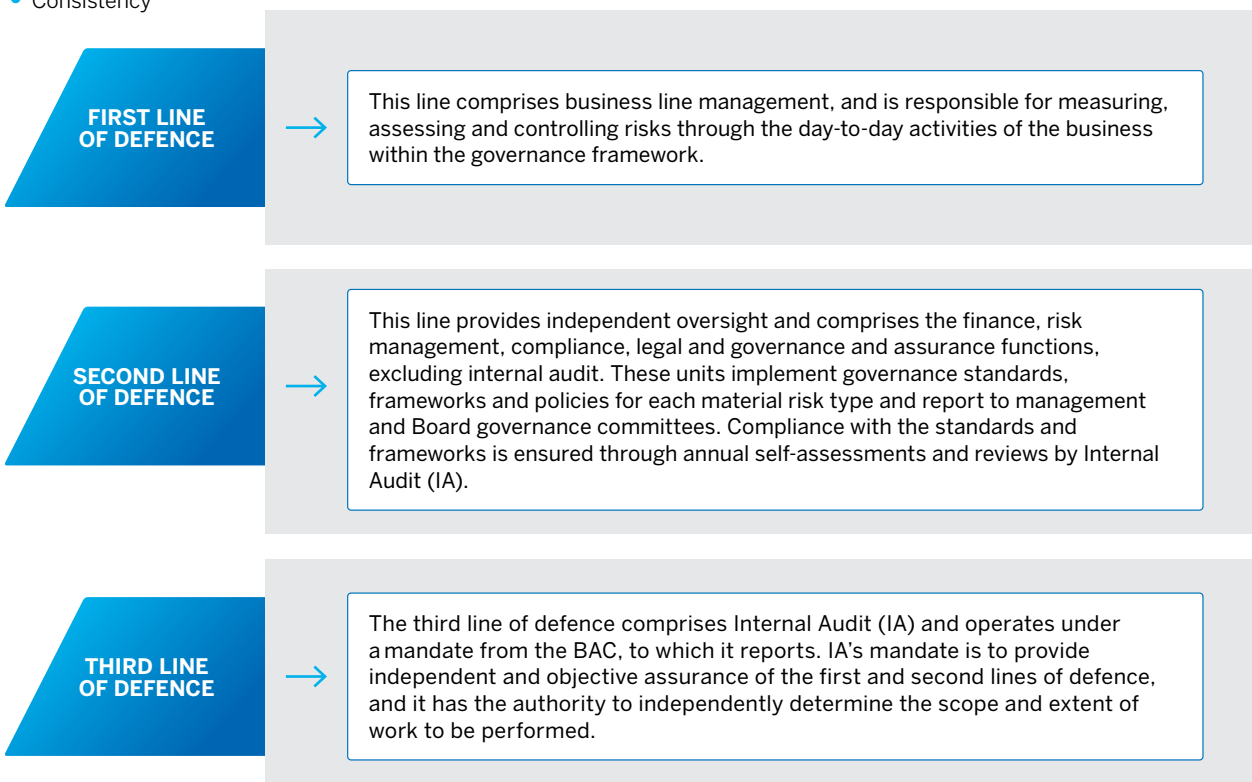 • Consistency
FIRST LINE
OF DEFENCE
This line comprises business line management, and is responsible for measuring,
assessing and controlling risks through the day-to-day activities of the business
within the governance framework.
SECOND LINE
OF DEFENCE
This line provides independent oversight and comprises the finance, risk
management, compliance, legal and governance and assurance functions,
excluding internal audit. These units implement governance standards,
frameworks and policies for each material risk type and report to management
and Board governance committees. Compliance with the standards and
frameworks is ensured through annual self-assessments and reviews by Internal
Audit (IA).
THIRD LINE
OF DEFENCE
The third line of defence comprises Internal Audit (IA) and operates under
a mandate from the BAC, to which it reports. IA’s mandate is to provide
independent and objective assurance of the first and second lines of defence,
and it has the authority to independently determine the scope and extent of
work to be performed.